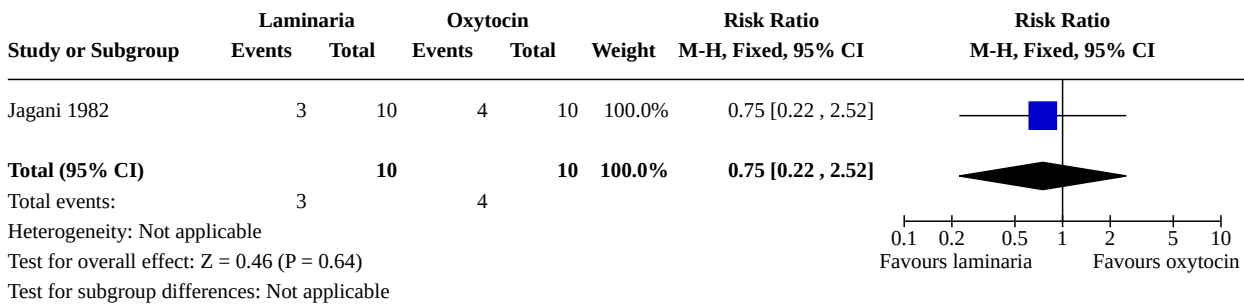 Laminaria Oxytocin Risk Ratio Risk Ratio
Study or Subgroup Events Total Events Total Weight M-H, Fixed, 95% CI M-H, Fixed, 95% CI
Jagani 1982 3 10 4 10 100.0% 0.75 [0.22 , 2.52]
Total (95% CI) 10 10 100.0% 0.75 [0.22 , 2.52]
Total events: 3 4
Heterogeneity: Not applicable
0.1 0.2 0.5 1 2 5 10
Test for overall effect: Z = 0.46 (P = 0.64)
Favours laminaria Favours oxytocin
Test for subgroup differences: Not applicable